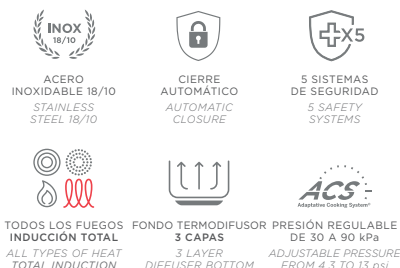 INOX
18/10
X5
ACERO
INOXIDABLE 18/10
STAINLESS
STEEL 18/10
CIERRE
AUTOMÁTICO
AUTOMATIC
CLOSURE
5 SISTEMAS
DE SEGURIDAD
5 SAFETY
SYSTEMS
ACS
Adaptative Cooking System®
TODOS LOS FUEGOS
INDUCCIÓN TOTAL
ALL TYPES OF HEAT
TOTAL INDUCTION
FONDO TERMODIFUSOR
3 CAPAS
3 LAYER
DIFFUSER BOTTOM
PRESIÓN REGULABLE
DE 30 A 90 kPa
ADJUSTABLE PRESSURE
FROM 4,3 TO 13 psi